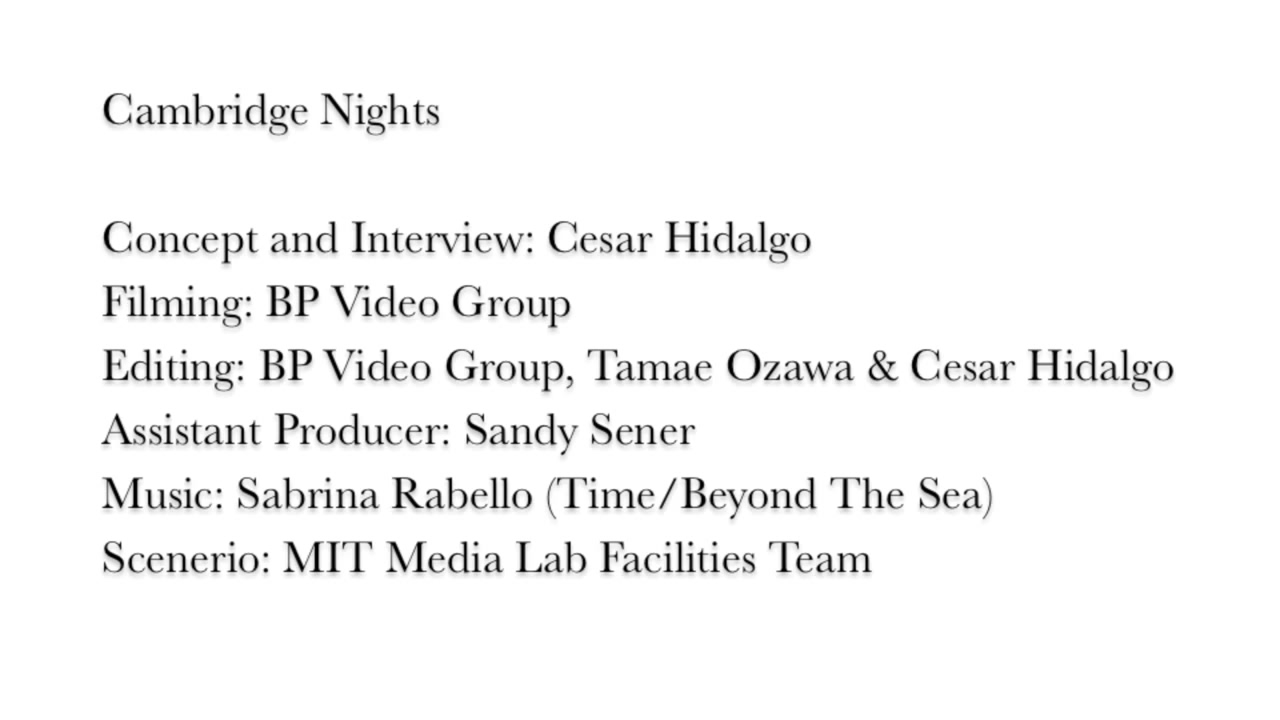 Cambridge Nights
Concept and Interview: Cesar Hidalgo
Filming: BP Video Group
Editing: BP Video Group, Tamae Ozawa & Cesar Hidalgo
Assistant Producer: Sandy Sener
Music: Sabrina Rabello (Time/Beyond The Sea)
Scenerio: MIT Media Lab Facilities Team